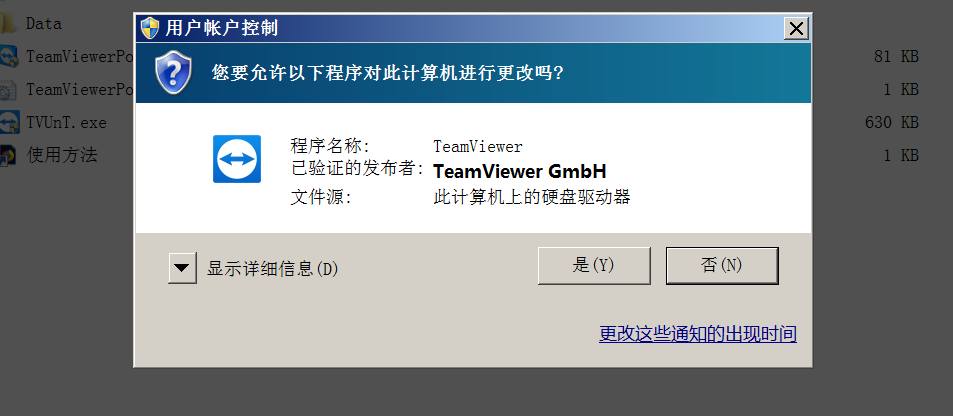 用户帐户控制
Data
您要允许以下程序对此计算机进行更改吗?
TeamViewerPo
81 KB
TeamViewerPo
1 KB
TVUnT.exe
630 KB
使用方法
1 KB
程序名称: TeamViewer
已验证的发布者: TeamViewer GmbH
文件源: 此计算机上的硬盘驱动器
显示详细信息(D)
是(Y)
否(N)
更改这些通知的出现时间